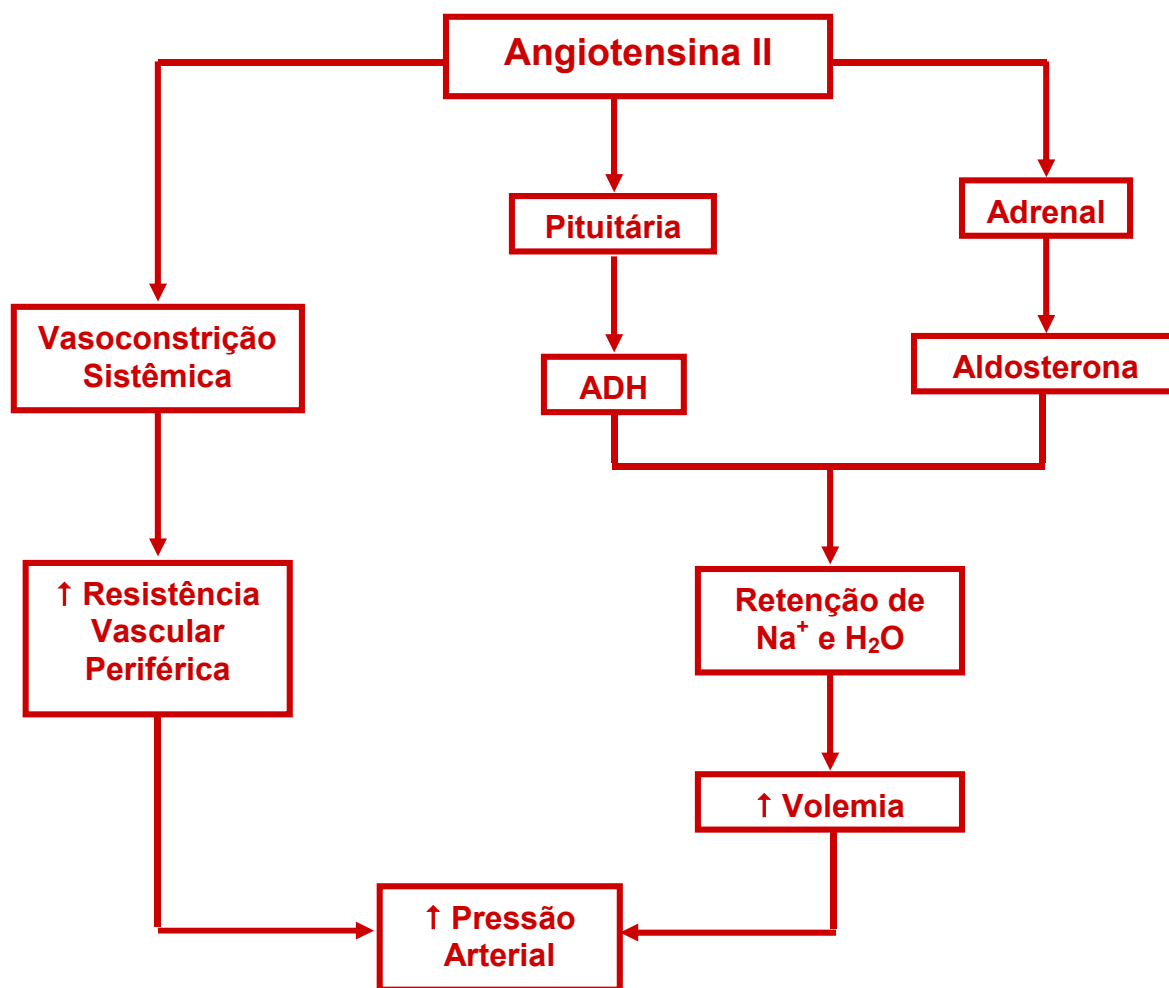 Angiotensina II
Pituitária
Adrenal
Vasoconstrição
Sistêmica
ADH
Aldosterona
↑ Resistência
Vascular
Periférica
Retenção de
Na⁺ e H₂O
↑ Volemia
↑ Pressão
Arterial